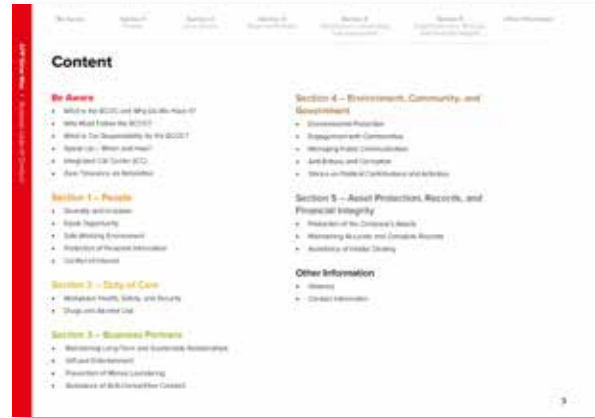 Be Aware
Other Information
Content
Be Aware
What is the BCOC and Why Do We Have It?
Who Must Follow the BCOC?
What is Our Responsibility for the BCOC?
Speak Up – When and How?
Integrated Call Center (ICC)
Zero Tolerance on Retaliation
Section 1 – People
Diversity and Inclusion
Equal Opportunity
Safe Working Environment
Protection of Personal Information
Conflict of Interest
Section 2 – Duty of Care
Workplace Health, Safety, and Security
Drugs and Alcohol Use
Section 3 – Business Partners
Maintaining Long-Term and Sustainable Relationships
Gift and Entertainment
Prevention of Money Laundering
Avoidance of Anti-Competitive Conduct
Section 4 – Environment, Community, and
Government
Environmental Protection
Engagement with Communities
Managing Public Communication
Anti-Bribery and Corruption
Stance on Political Contributions and Activities
Section 5 – Asset Protection, Records, and
Financial Integrity
Protection of the Company's Assets
Maintaining Accurate and Complete Records
Avoidance of Insider Dealing
Other Information
Glossary
Contact Information
3